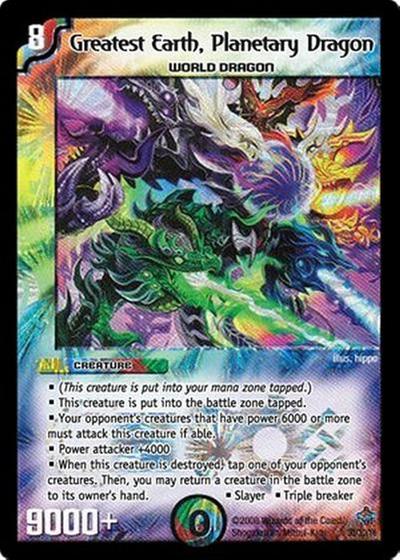 8 Greatest Earth, Planetary Dragon
WORLD DRAGON
illus. hippo
CREATURE
▪ (This creature is put into your mana zone tapped.)
▪ This creature is put into the battle zone tapped.
▪ Your opponent's creatures that have power 6000 or more
must attack this creature if able.
▪ Power attacker +4000
▪ When this creature is destroyed, tap one of your opponent's
creatures. Then, you may return a creature in the battle zone
to its owner's hand. ▪ Slayer ▪ Triple breaker
9000+ 6
Wizards of the Coast/